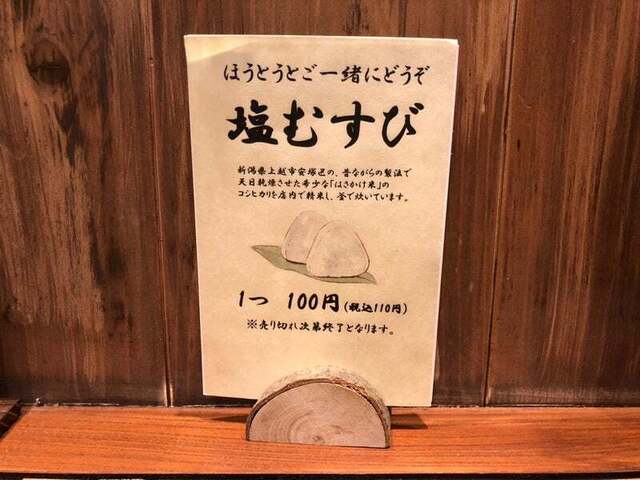 ほうとうとご一緒にどうぞ
塩むすび
新潟県上越市安塚区の、昔ながらの製法で
天日乾燥させた希少な「はさかけ米」の
コシヒカリを店内で精米し、釜で炊いています。
1つ 100円(税込110円)
※売り切れ次第終了となります。